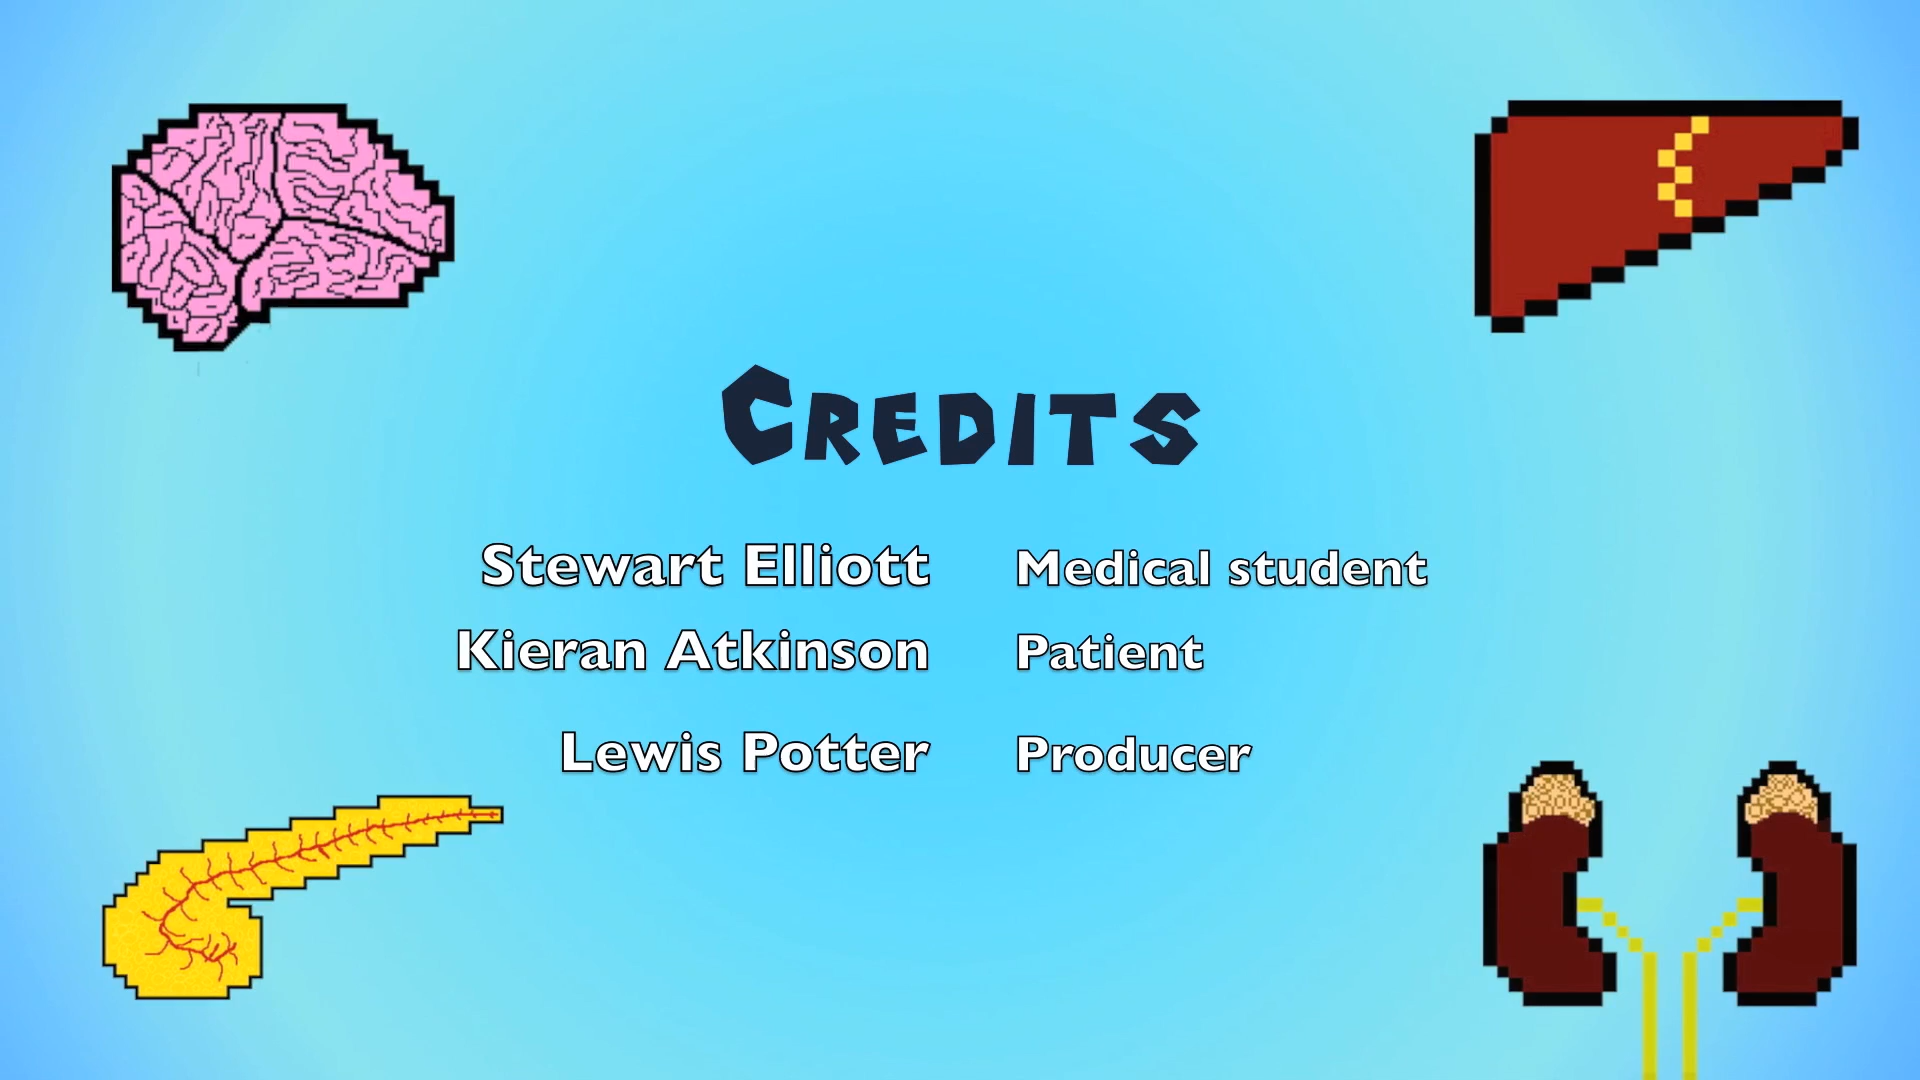 Credits
Stewart Elliott Medical student
Kieran Atkinson Patient
Lewis Potter Producer